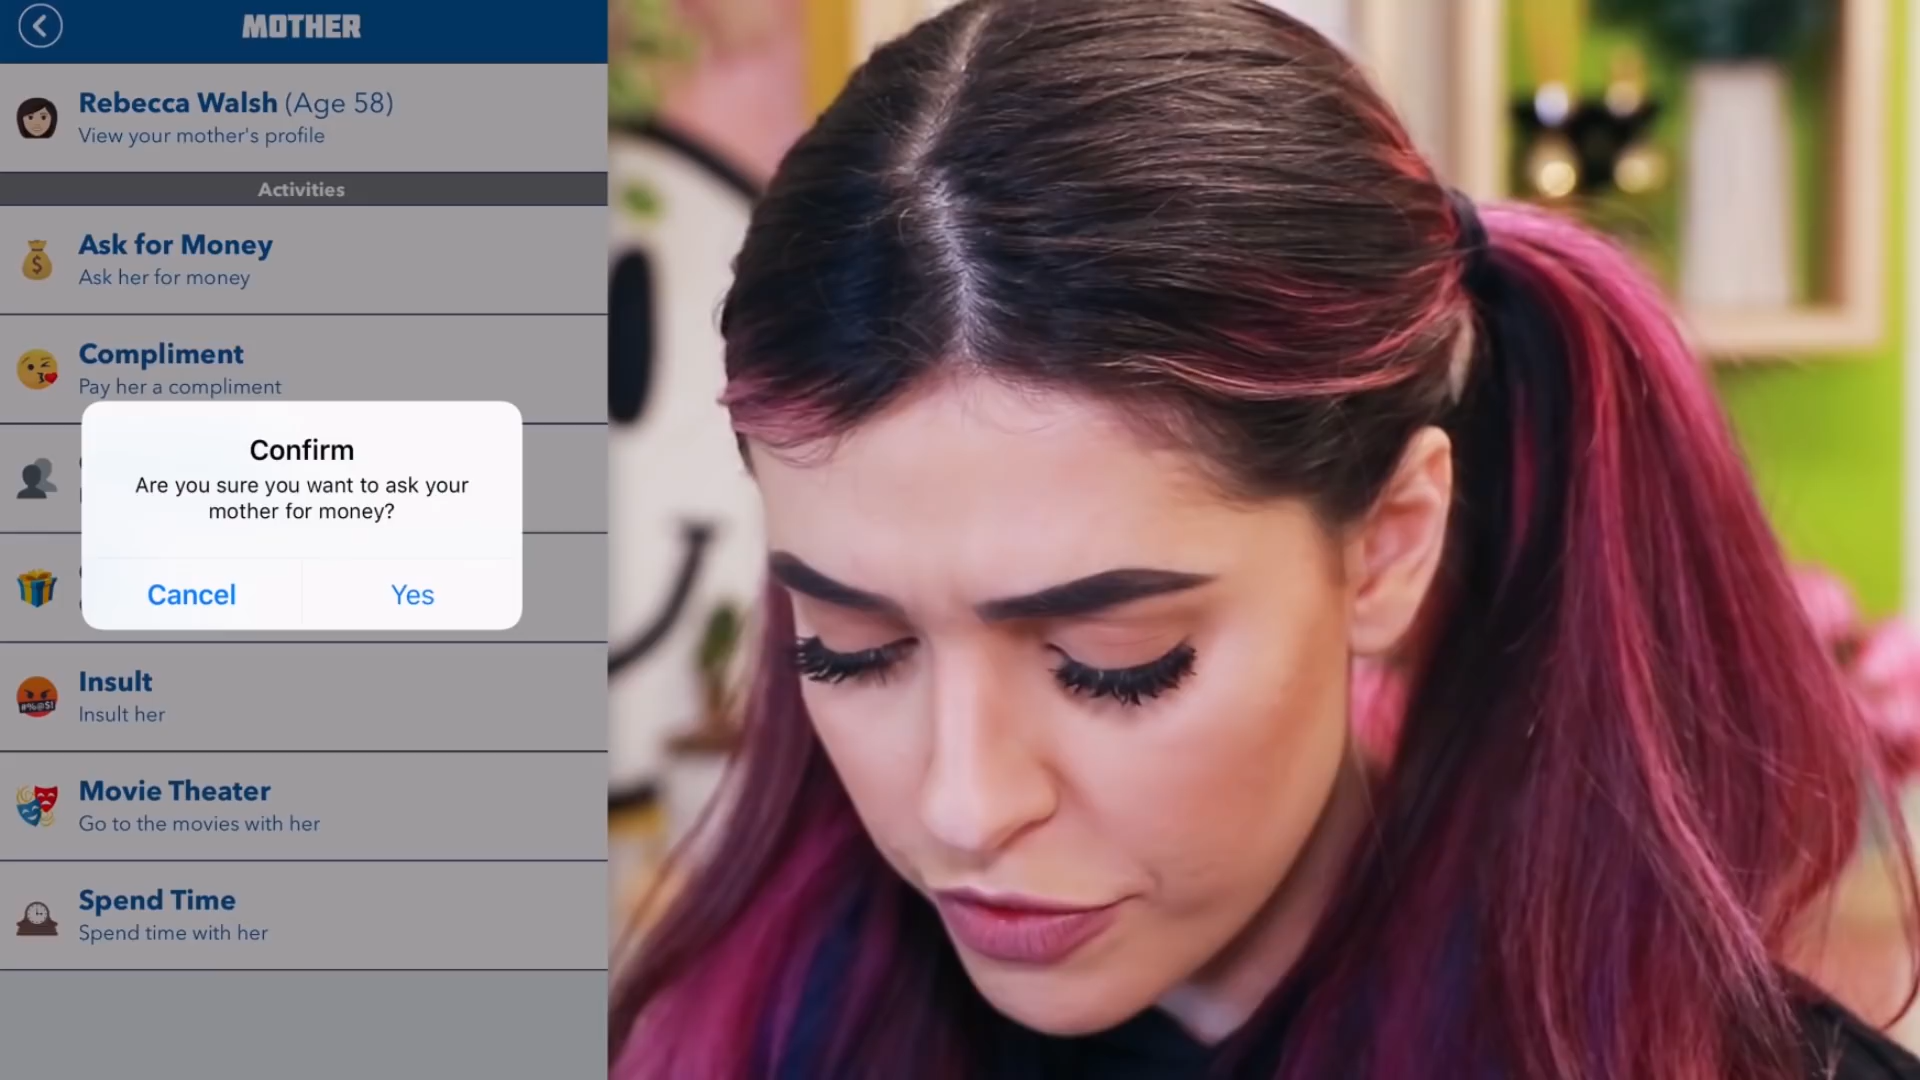 MOTHER
Rebecca Walsh (Age 58)
View your mother's profile
Activities
Ask for Money
Ask her for money
Compliment
Pay her a compliment
Confirm
Are you sure you want to ask your
mother for money?
Cancel
Yes
Insult
#%@$!
Insult her
Movie Theater
Go to the movies with her
Spend Time
Spend time with her